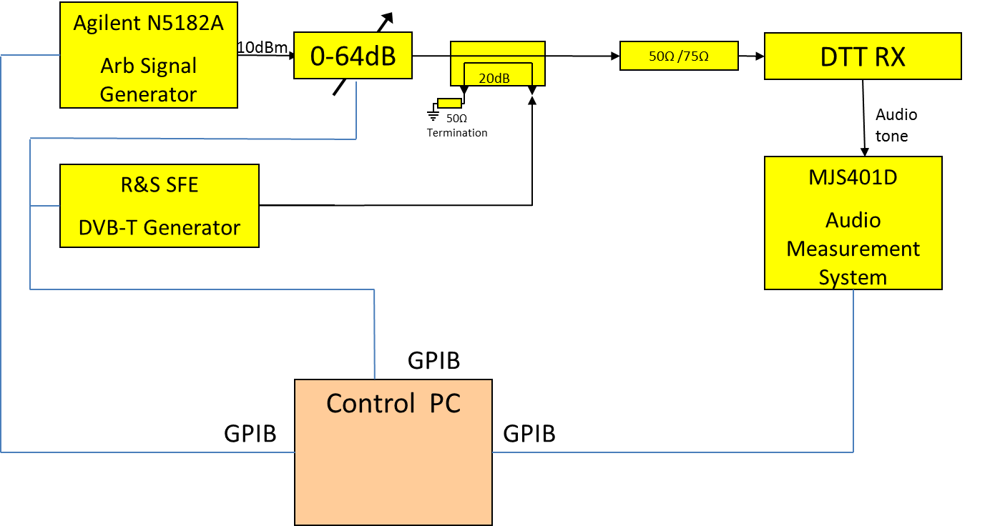 Agilent N5182A
Arb Signal
Generator
10dBm
0-64dB
20dB
50Ω
Termination
50Ω /75Ω
DTT RX
Audio
tone
R&S SFE
DVB-T Generator
MJS401D
Audio
Measurement
System
GPIB
Control PC
GPIB
GPIB